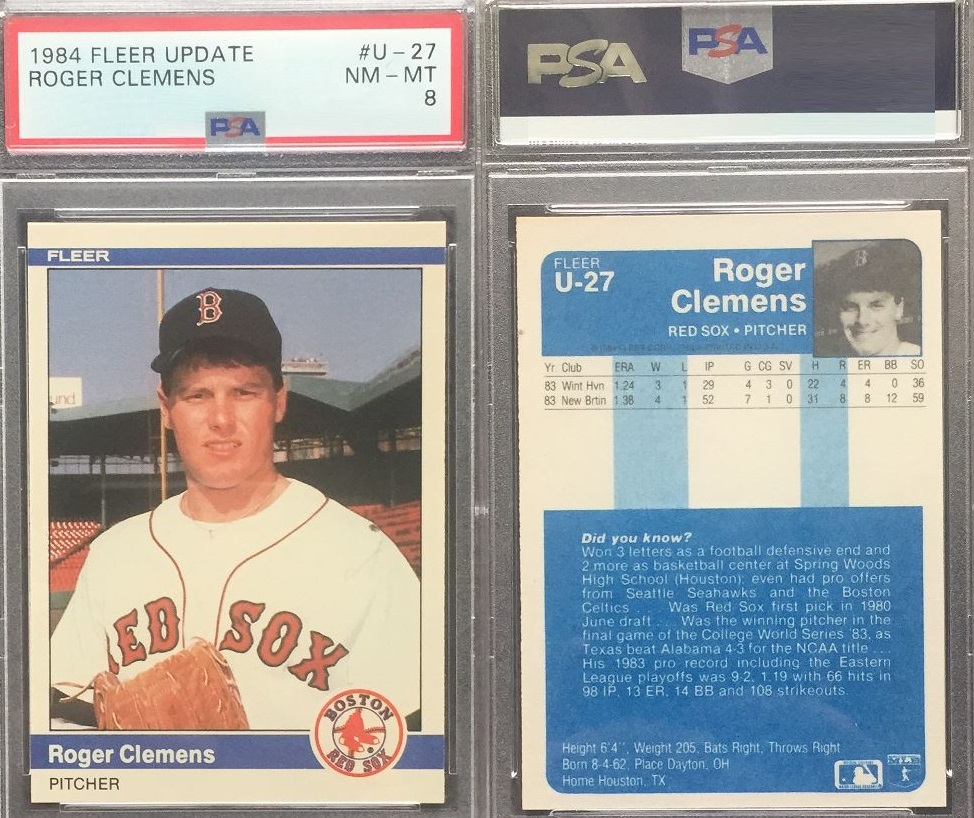 1984 FLEER UPDATE #U-27
ROGER CLEMENS NM-MT
8
PSA
PSA
PSA
FLEER
B
RED SOX
BOSTON
RED SOX
Roger Clemens
PITCHER
FLEER
U-27
Roger
Clemens
RED SOX • PITCHER
B
Yr Club ERA W L IP G CG SV H R ER BB SO
83 Wint Hvn 1.24 3 1 29 4 3 0 22 4 4 0 36
83 New Brtin 1.38 4 1 52 7 1 0 31 8 8 12 59
Did you know?
Won 3 letters as a football defensive end and
2 more as basketball center at Spring Woods
High School (Houston); even had pro offers
from Seattle Seahawks and the Boston
Celtics . . . Was Red Sox first pick in 1980
June draft . . . Was the winning pitcher in the
final game of the College World Series '83, as
Texas beat Alabama 4-3 for the NCAA title . . .
His 1983 pro record including the Eastern
League playoffs was 9-2, 1.19 with 66 hits in
98 IP, 13 ER, 14 BB and 108 strikeouts.
Height 6'4", Weight 205, Bats Right, Throws Right
Born 8-4-62, Place Dayton, OH
Home Houston, TX